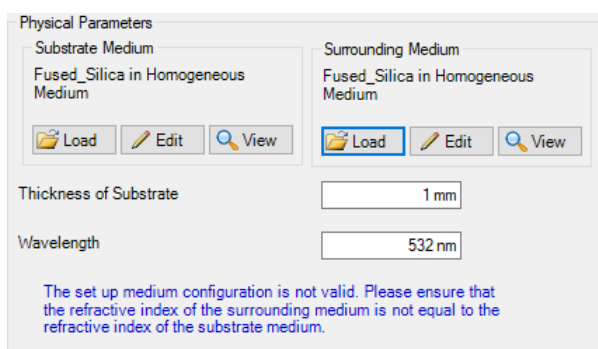 Physical Parameters
Substrate Medium
Fused_Silica in Homogeneous
Medium
Load
Edit
View
Surrounding Medium
Fused_Silica in Homogeneous
Medium
Load
Edit
View
Thickness of Substrate
1 mm
Wavelength
532 nm
The set up medium configuration is not valid. Please ensure that
the refractive index of the surrounding medium is not equal to the
refractive index of the substrate medium.